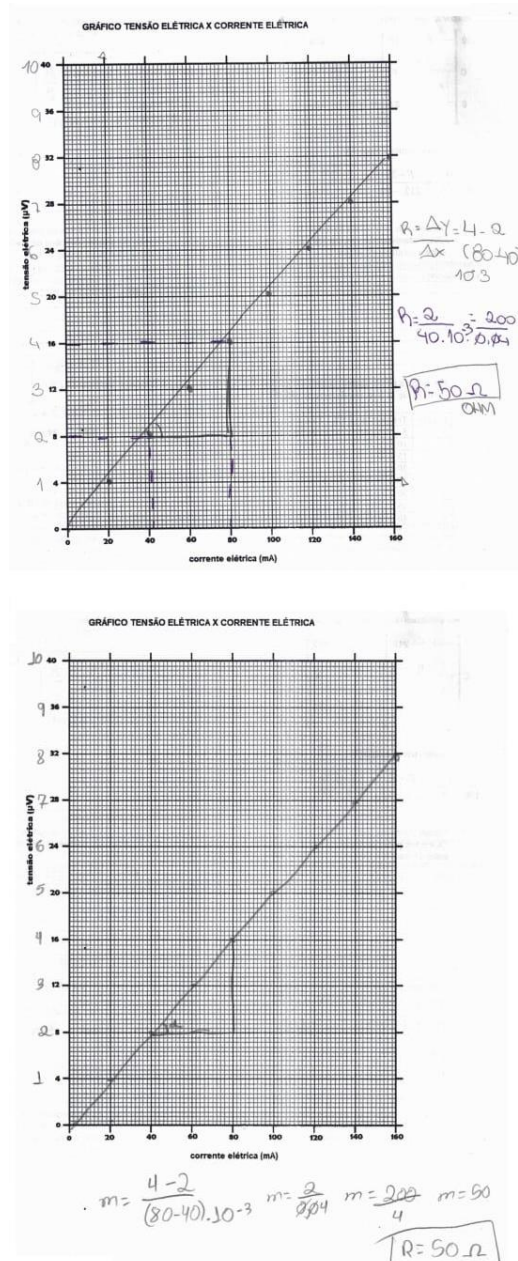 GRÁFICO TENSÃO ELÉTRICA X CORRENTE ELÉTRICA
10 40
9 36
8 32
7 28
6 24
5 20
4 16
3 12
2 8
1 4
0
tensão elétrica (µV)
0 20 40 60 80 100 120 140 160
corrente elétrica (mA)
R = ΔY = 4 - 2
ΔX (80-40)
10 3
R = 2 = 200
40.10-3 0,04
R = 50 Ω
OHM
GRÁFICO TENSÃO ELÉTRICA X CORRENTE ELÉTRICA
10 40
9 36
8 32
7 28
6 24
5 20
4 16
3 12
2 8
1 4
0
tensão elétrica (µV)
0 20 40 60 80 100 120 140 160
corrente elétrica (mA)
m = 4 - 2 m = 2 m = 200 m = 50
(80-40).10-3 0,04 4
R = 50 Ω